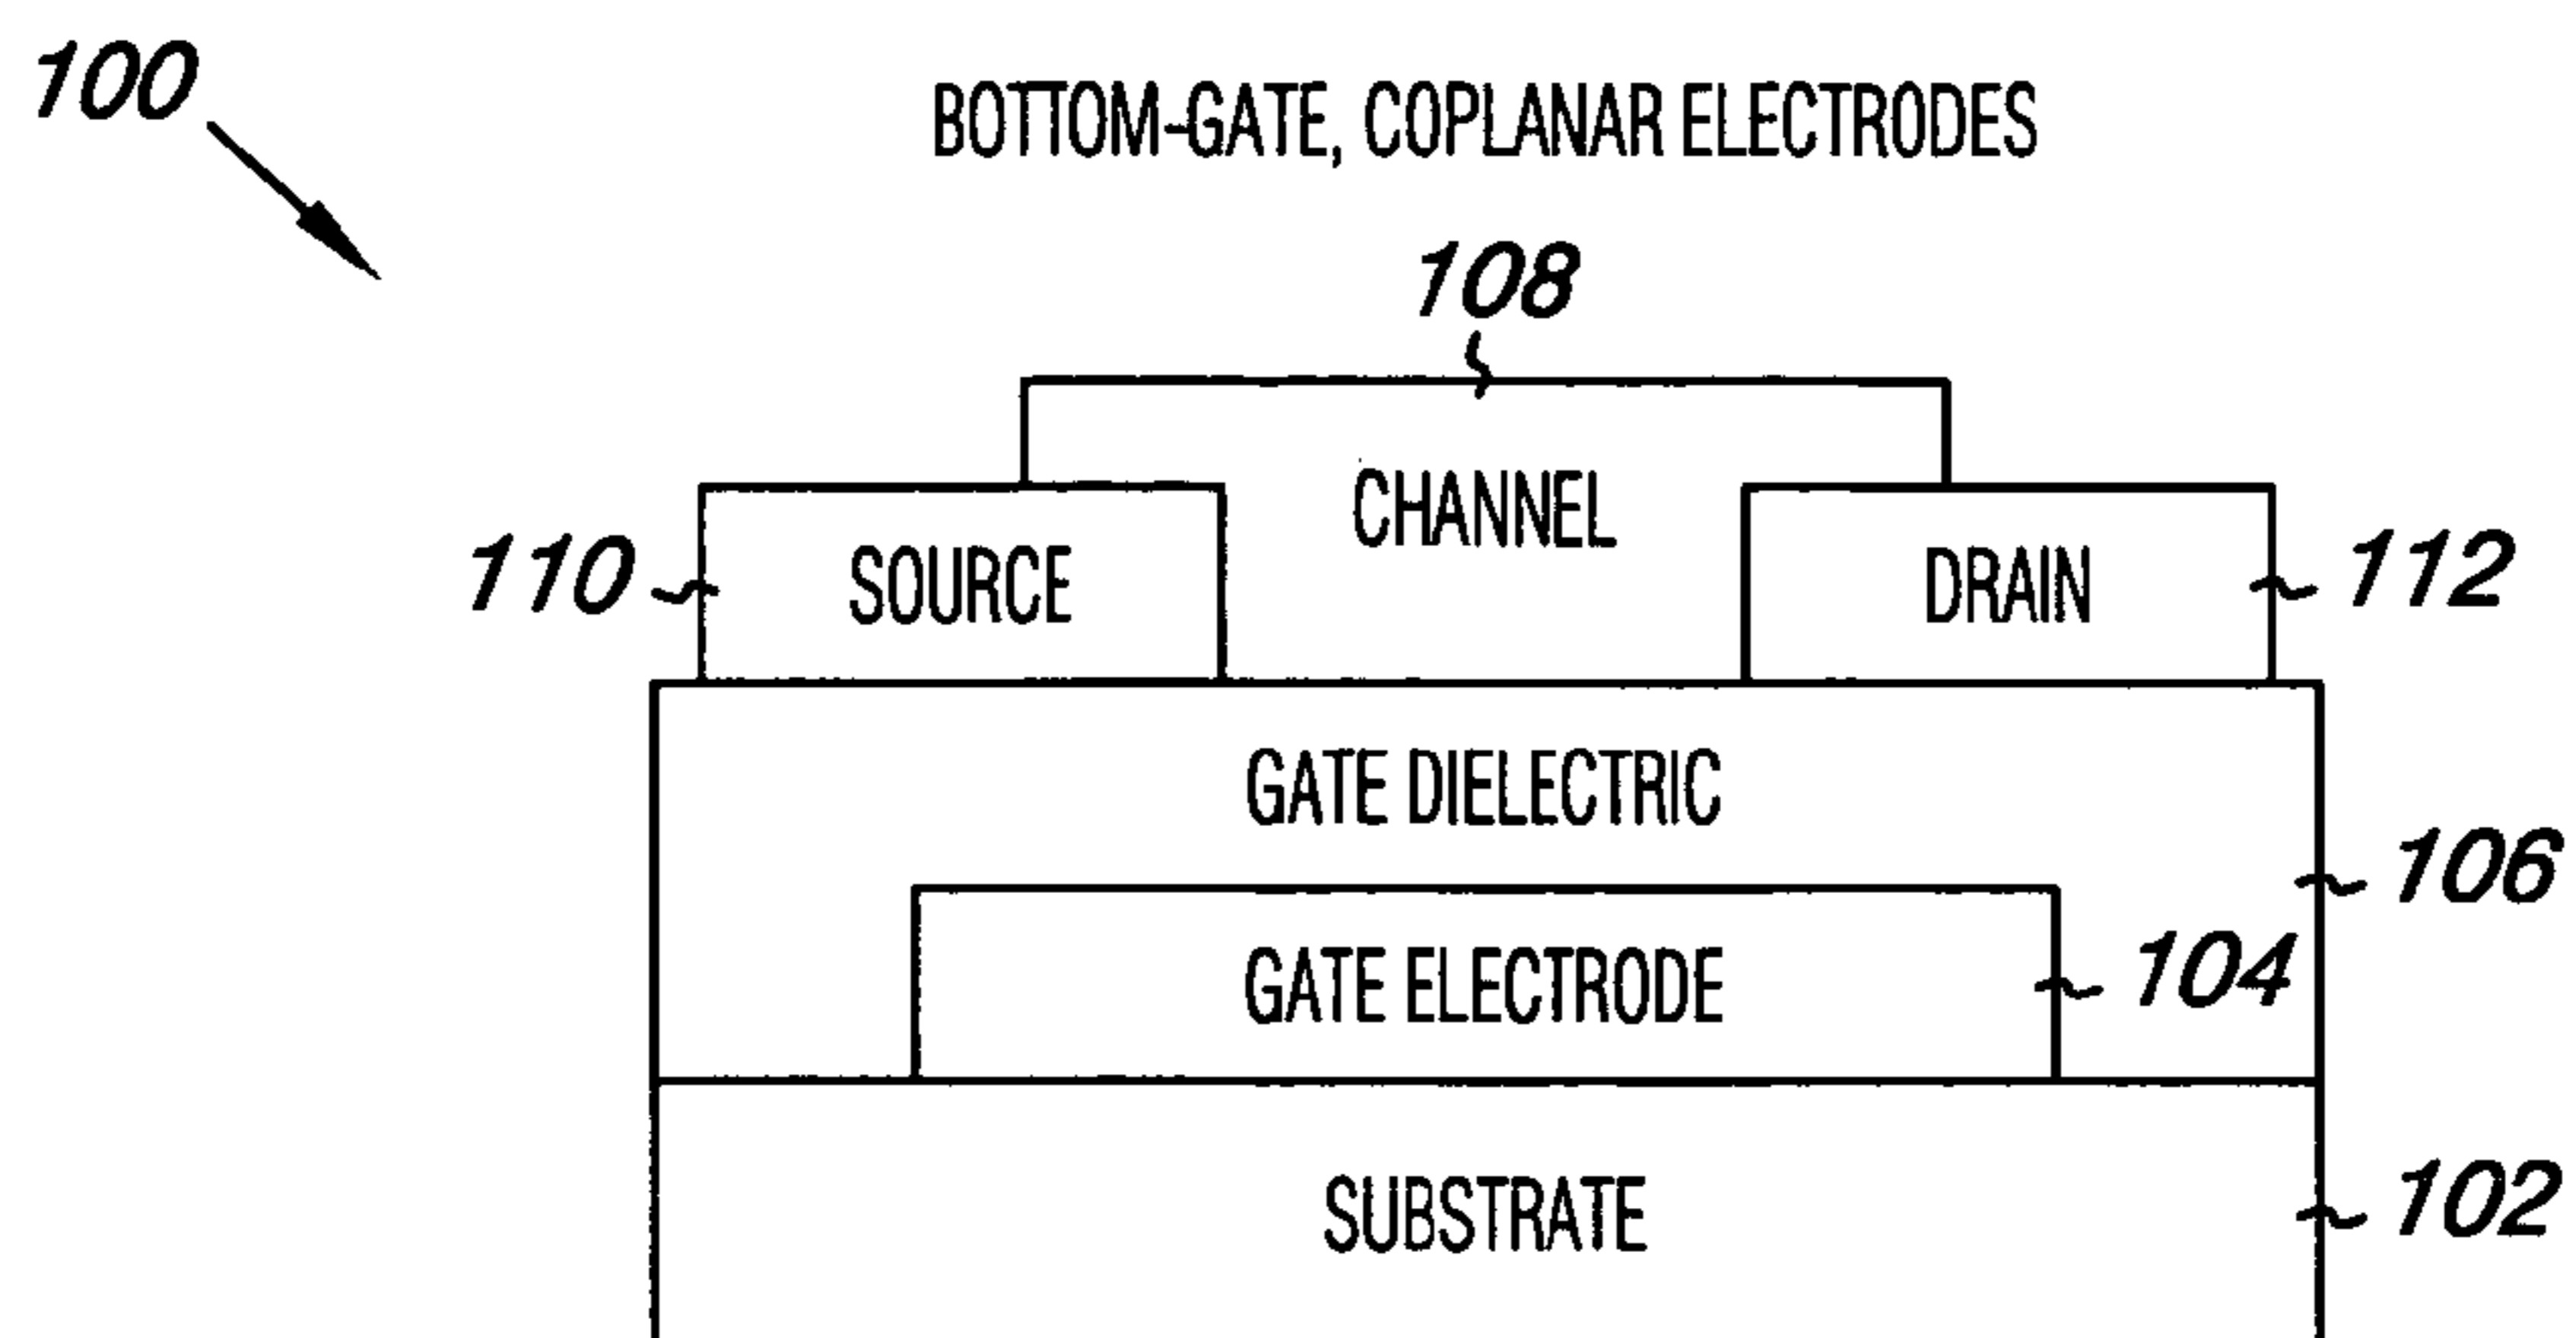 100
BOTTOM-GATE, COPLANAR ELECTRODES
108
CHANNEL
110
SOURCE
DRAIN
112
GATE DIELECTRIC
106
GATE ELECTRODE
104
SUBSTRATE
102